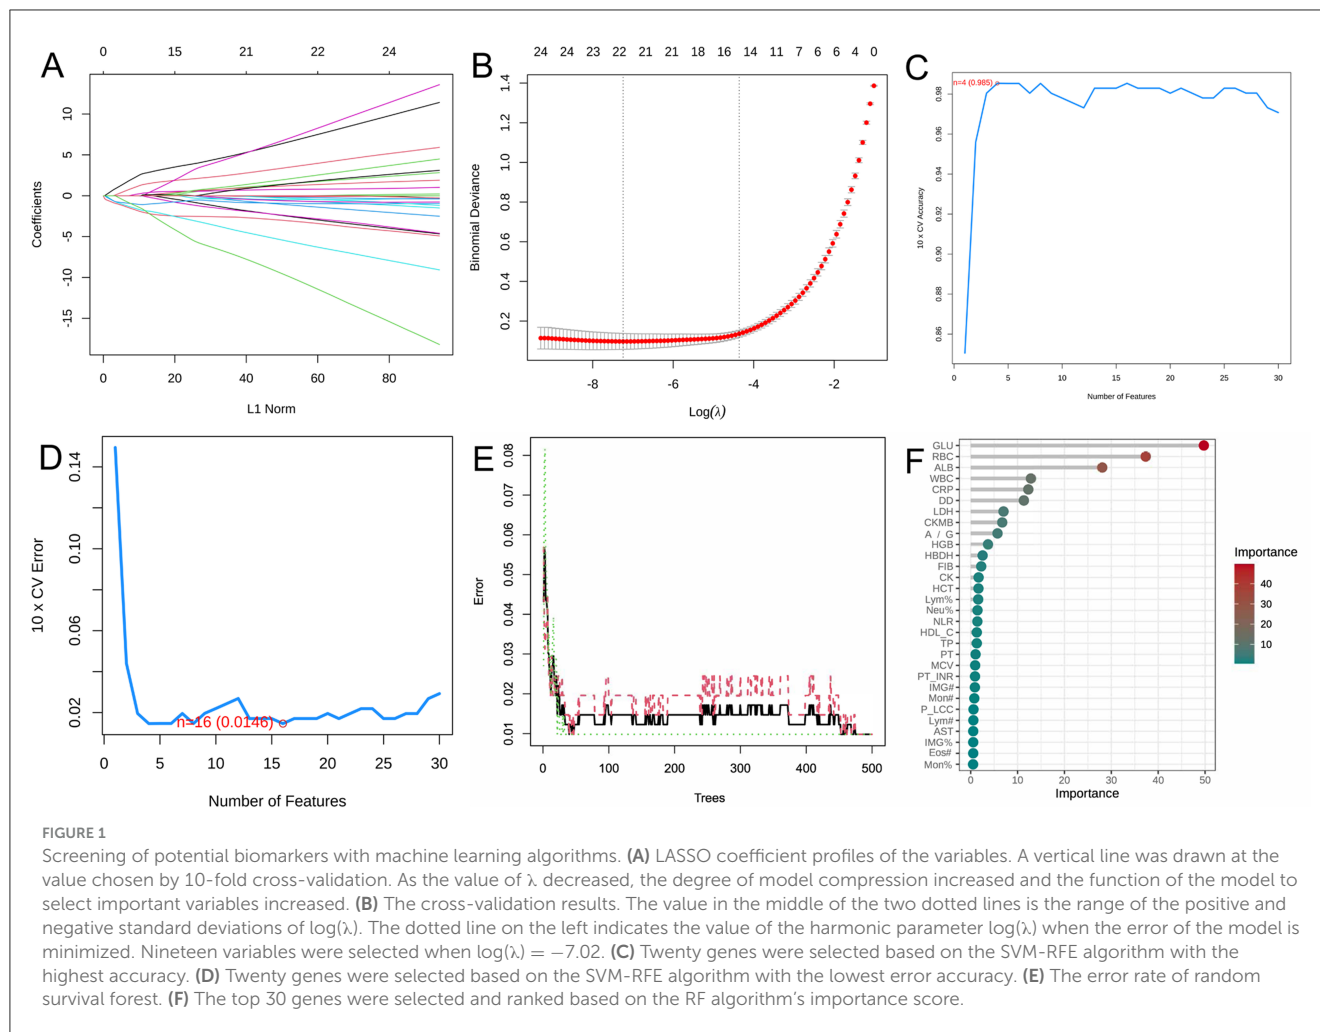 A
0 15 21 22 24
Coefficients
10
5
0
-5
-10
-15
0 20 40 60 80
L1 Norm
B
24 24 23 22 21 21 18 16 14 11 7 6 6 4 0
Binomial Deviance
1.4
1.2
1.0
0.8
0.6
0.4
0.2
-8 -6 -4 -2
Log(λ)
C
n=4 (0.985)
10 x CV Accuracy
0.98
0.96
0.94
0.92
0.90
0.88
0.86
0 5 10 15 20 25 30
Number of Features
D
10 x CV Error
0.14
0.10
0.06
0.02
n=16 (0.0146)
0 5 10 15 20 25 30
Number of Features
E
Error
0.08
0.07
0.06
0.05
0.04
0.03
0.02
0.01
0 100 200 300 400 500
Trees
F
GLU
RBC
ALB
WBC
CRP
DD
LDH
CKMB
A / G
HGB
HBDH
FIB
CK
HCT
Lym%
Neu%
NLR
HDL_C
TP
PT
MCV
PT_INR
IMG#
Mon#
P_LCC
Lym#
AST
IMG%
Eos#
Mon%
0 10 20 30 40 50
Importance
Importance
40
30
20
10
FIGURE 1
Screening of potential biomarkers with machine learning algorithms. (A) LASSO coefficient profiles of the variables. A vertical line was drawn at the
value chosen by 10-fold cross-validation. As the value of λ decreased, the degree of model compression increased and the function of the model to
select important variables increased. (B) The cross-validation results. The value in the middle of the two dotted lines is the range of the positive and
negative standard deviations of log(λ). The dotted line on the left indicates the value of the harmonic parameter log(λ) when the error of the model is
minimized. Nineteen variables were selected when log(λ) = −7.02. (C) Twenty genes were selected based on the SVM-RFE algorithm with the
highest accuracy. (D) Twenty genes were selected based on the SVM-RFE algorithm with the lowest error accuracy. (E) The error rate of random
survival forest. (F) The top 30 genes were selected and ranked based on the RF algorithm's importance score.